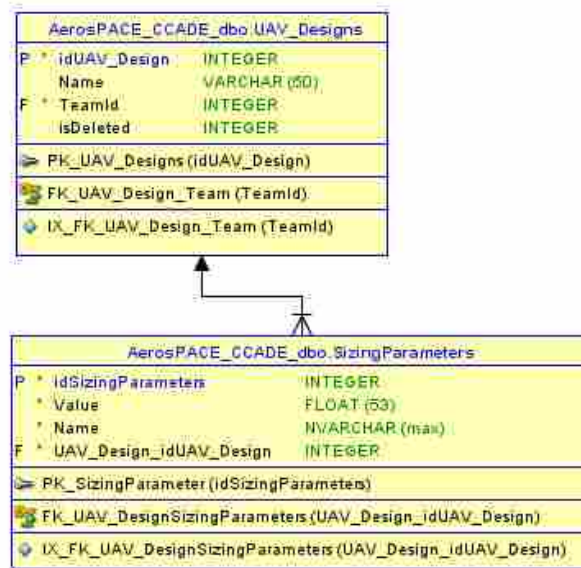 AerosPACE_CCADE_dbo.UAV_Designs
P * idUAV_Design INTEGER
Name VARCHAR (50)
F * TeamId INTEGER
isDeleted INTEGER
PK_UAV_Designs (idUAV_Design)
FK_UAV_Design_Team (TeamId)
IX_FK_UAV_Design_Team (TeamId)
AerosPACE_CCADE_dbo.SizingParameters
P * idSizingParameters INTEGER
* Value FLOAT (53)
* Name NVARCHAR (max)
F * UAV_Design_idUAV_Design INTEGER
PK_SizingParameter (idSizingParameters)
FK_UAV_DesignSizingParameters (UAV_Design_idUAV_Design)
IX_FK_UAV_DesignSizingParameters (UAV_Design_idUAV_Design)